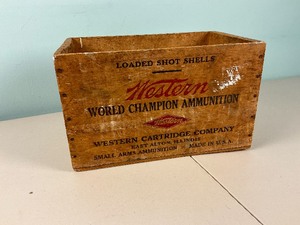 LOADED SHOT SHELLS
Western
WORLD CHAMPION AMMUNITION
WESTERN CARTRIDGE COMPANY
EAST ALTON, ILLINOIS
SMALL ARMS AMMUNITION MADE IN U.S.A.